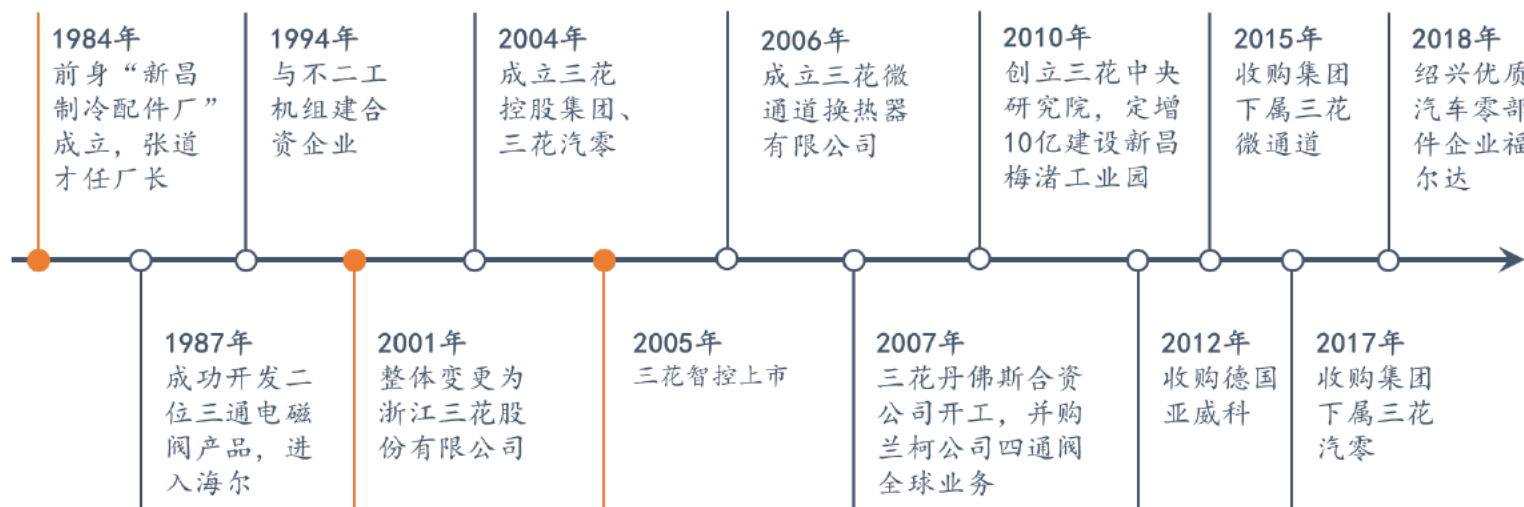 1984年
前身“新昌
制冷配件厂”
成立，张道
才任厂长
1994年
与不二工
机组建合
资企业
2004年
成立三花
控股集团、
三花汽零
2006年
成立三花微
通道换热器
有限公司
2010年
创立三花中央
研究院，定增
10亿建设新昌
梅渚工业园
2015年
收购集团
下属三花
微通道
2018年
绍兴优质
汽车零部
件企业福
尔达
1987年
成功开发二
位三通电磁
阀产品，进
入海尔
2001年
整体变更为
浙江三花股
份有限公司
2005年
三花智控上市
2007年
三花丹佛斯合资
公司开工，并购
兰柯公司四通阀
全球业务
2012年
收购德国
亚威科
2017年
收购集团
下属三花
汽零